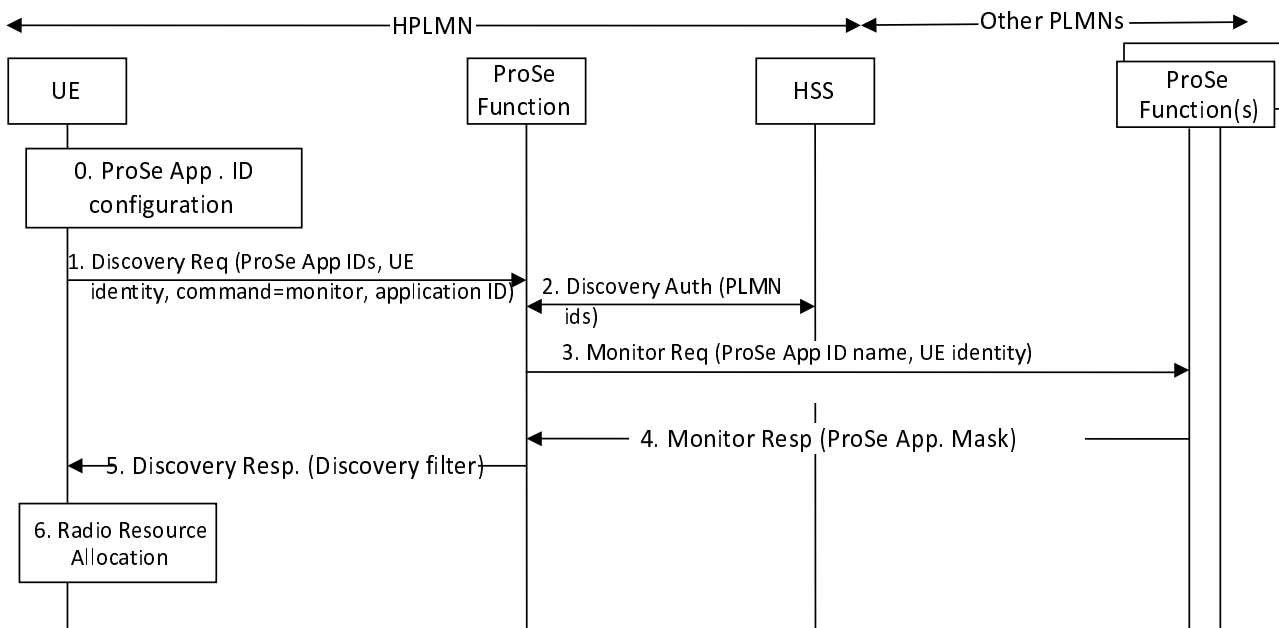 HPLMN
Other PLMNs
UE
ProSe
Function
HSS
ProSe
Function(s)
0. ProSe App . ID
configuration
1. Discovery Req (ProSe App IDs, UE
identity, command=monitor, application ID)
2. Discovery Auth (PLMN
ids)
3. Monitor Req (ProSe App ID name, UE identity)
4. Monitor Resp (ProSe App. Mask)
5. Discovery Resp. (Discovery filter)
6. Radio Resource
Allocation